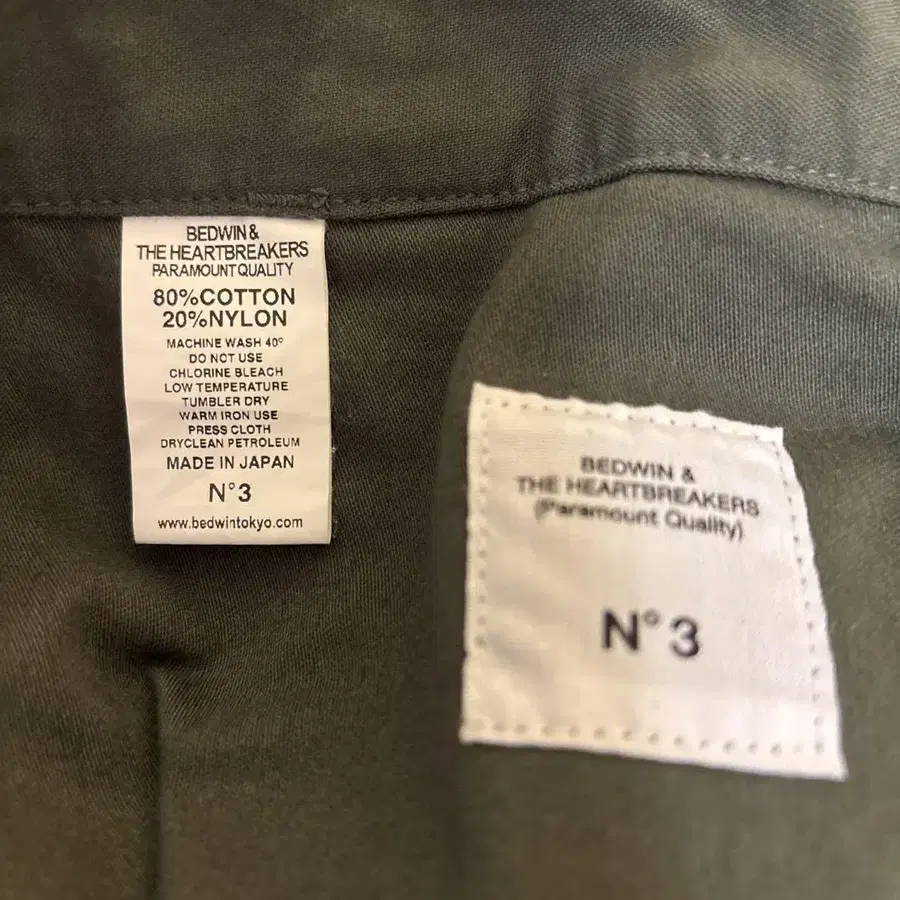 BEDWIN &
THE HEARTBREAKERS
PARAMOUNT QUALITY
80%COTTON
20%NYLON
MACHINE WASH 40°
DO NOT USE
CHLORINE BLEACH
LOW TEMPERATURE
TUMBLER DRY
WARM IRON USE
PRESS CLOTH
DRYCLEAN PETROLEUM
MADE IN JAPAN
N°3
www.bedwintokyo.com
BEDWIN &
THE HEARTBREAKERS
(Paramount Quality)
N°3